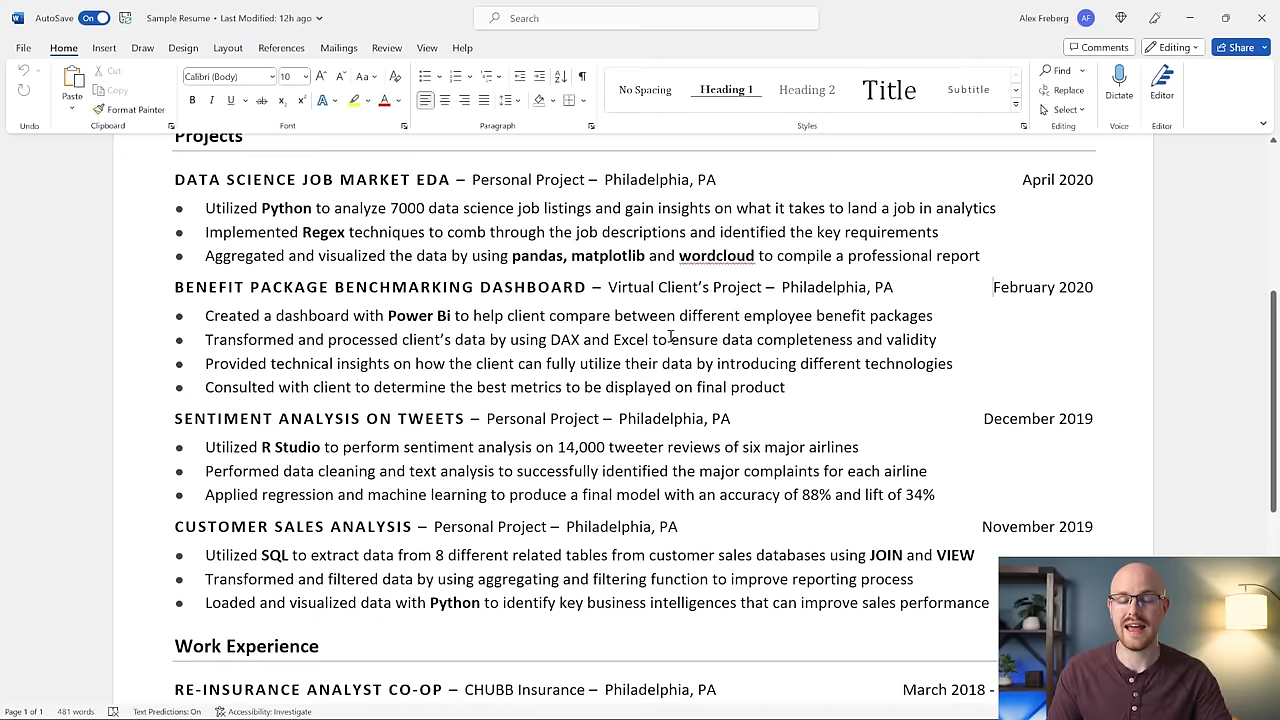 AutoSave On Sample Resume • Last Modified: 12h ago Search Alex Freberg AF
File Home Insert Draw Design Layout References Mailings Review View Help Comments Editing Share
Undo
Paste Cut Copy Format Painter Clipboard
Calibri (Body) 10 Font
Paragraph
No Spacing Heading 1 Heading 2 Title Subtitle Styles
Find Replace Select Editing
Dictate Voice
Editor Editor
Projects
DATA SCIENCE JOB MARKET EDA – Personal Project – Philadelphia, PA April 2020
• Utilized Python to analyze 7000 data science job listings and gain insights on what it takes to land a job in analytics
• Implemented Regex techniques to comb through the job descriptions and identified the key requirements
• Aggregated and visualized the data by using pandas, matplotlib and wordcloud to compile a professional report
BENEFIT PACKAGE BENCHMARKING DASHBOARD – Virtual Client's Project – Philadelphia, PA February 2020
• Created a dashboard with Power Bi to help client compare between different employee benefit packages
• Transformed and processed client's data by using DAX and Excel to ensure data completeness and validity
• Provided technical insights on how the client can fully utilize their data by introducing different technologies
• Consulted with client to determine the best metrics to be displayed on final product
SENTIMENT ANALYSIS ON TWEETS – Personal Project – Philadelphia, PA December 2019
• Utilized R Studio to perform sentiment analysis on 14,000 tweeter reviews of six major airlines
• Performed data cleaning and text analysis to successfully identified the major complaints for each airline
• Applied regression and machine learning to produce a final model with an accuracy of 88% and lift of 34%
CUSTOMER SALES ANALYSIS – Personal Project – Philadelphia, PA November 2019
• Utilized SQL to extract data from 8 different related tables from customer sales databases using JOIN and VIEW
• Transformed and filtered data by using aggregating and filtering function to improve reporting process
• Loaded and visualized data with Python to identify key business intelligences that can improve sales performance
Work Experience
RE-INSURANCE ANALYST CO-OP – CHUBB Insurance – Philadelphia, PA March 2018 -
Page 1 of 1 481 words Text Predictions: On Accessibility: Investigate